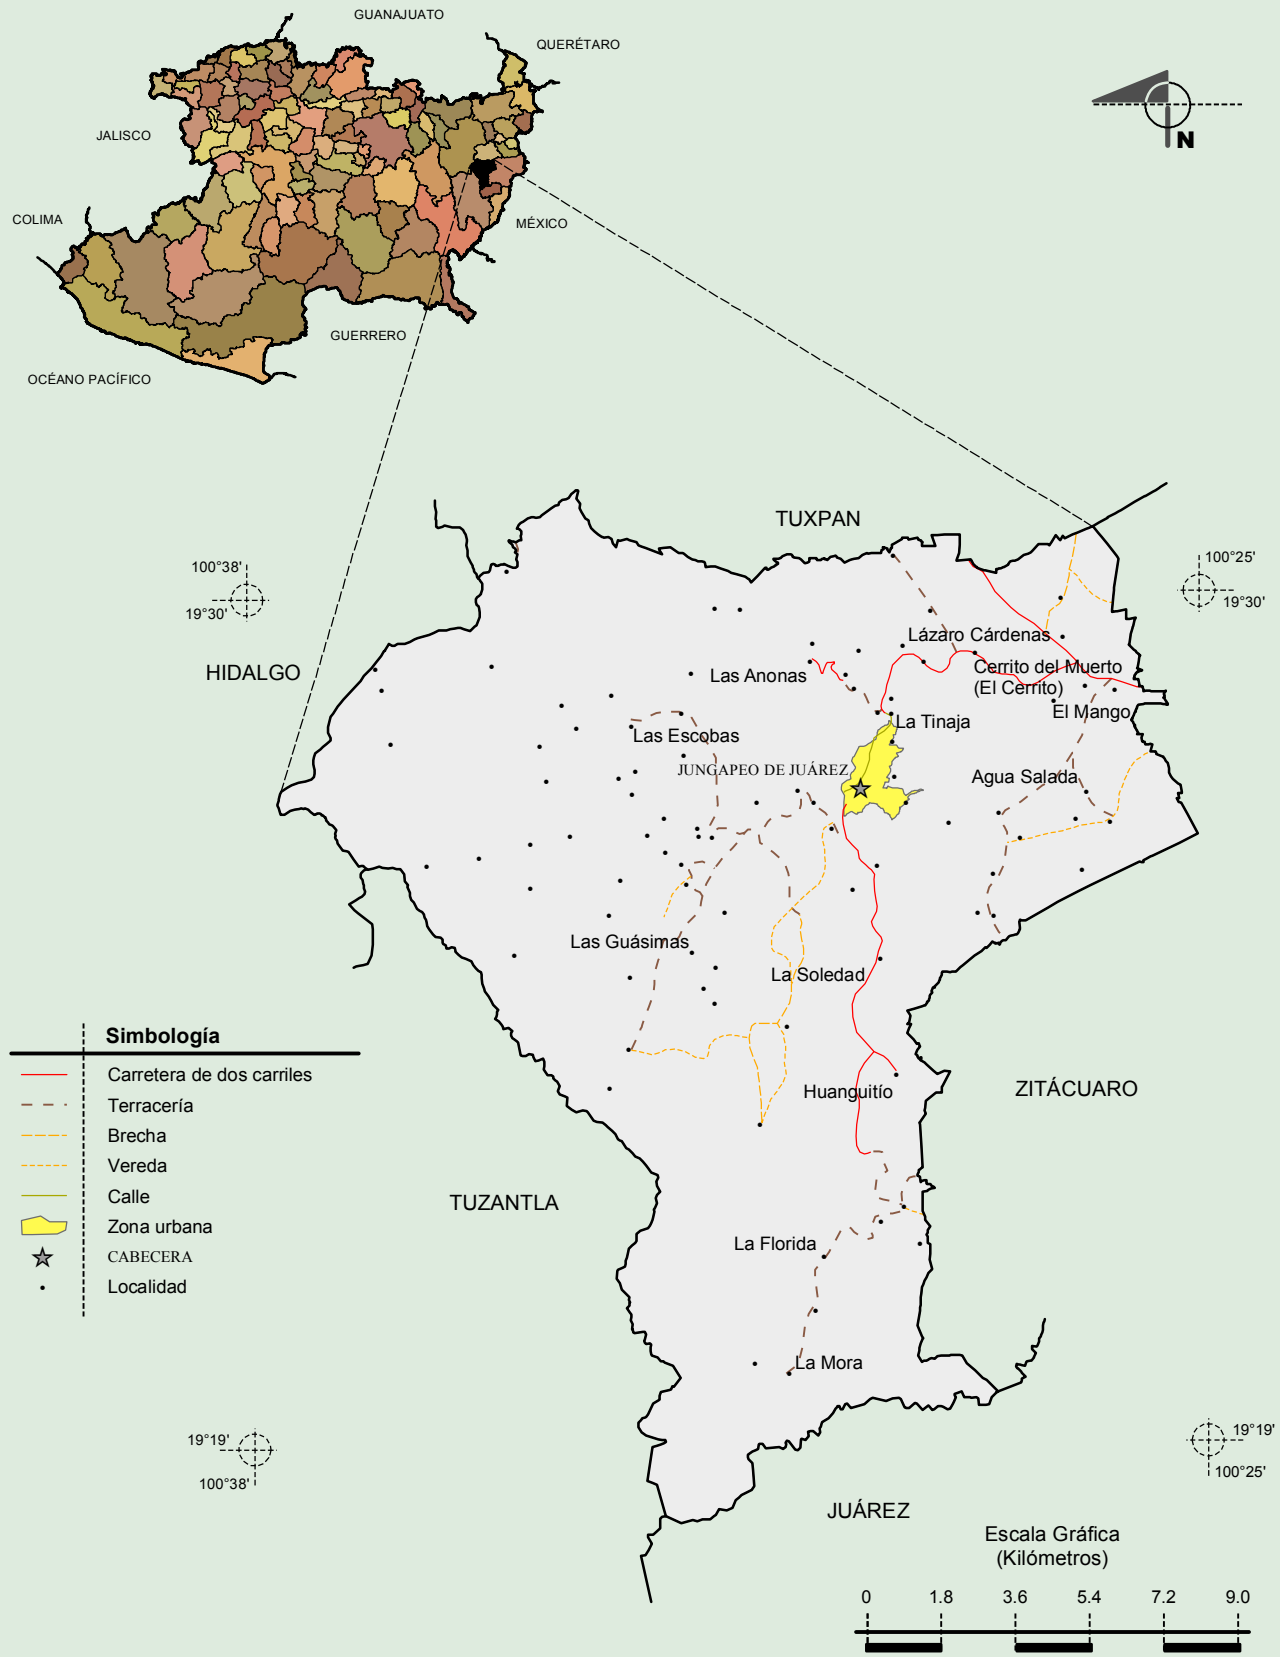 GUANAJUATO
QUERÉTARO
JALISCO
COLIMA
MÉXICO
GUERRERO
OCÉANO PACÍFICO
N
TUXPAN
100°38'
19°30'
100°25'
19°30'
HIDALGO
Lázaro Cárdenas
Las Anonas
Cerrito del Muerto
(El Cerrito)
El Mango
La Tinaja
Las Escobas
JUNGAPEO DE JUÁREZ
Agua Salada
Las Guásimas
La Soledad
Huanguitío
ZITÁCUARO
TUZANTLA
La Florida
La Mora
Simbología
Carretera de dos carriles
Terracería
Brecha
Vereda
Calle
Zona urbana
CABECERA
Localidad
19°19'
100°38'
19°19'
100°25'
JUÁREZ
Escala Gráfica
(Kilómetros)
0 1.8 3.6 5.4 7.2 9.0